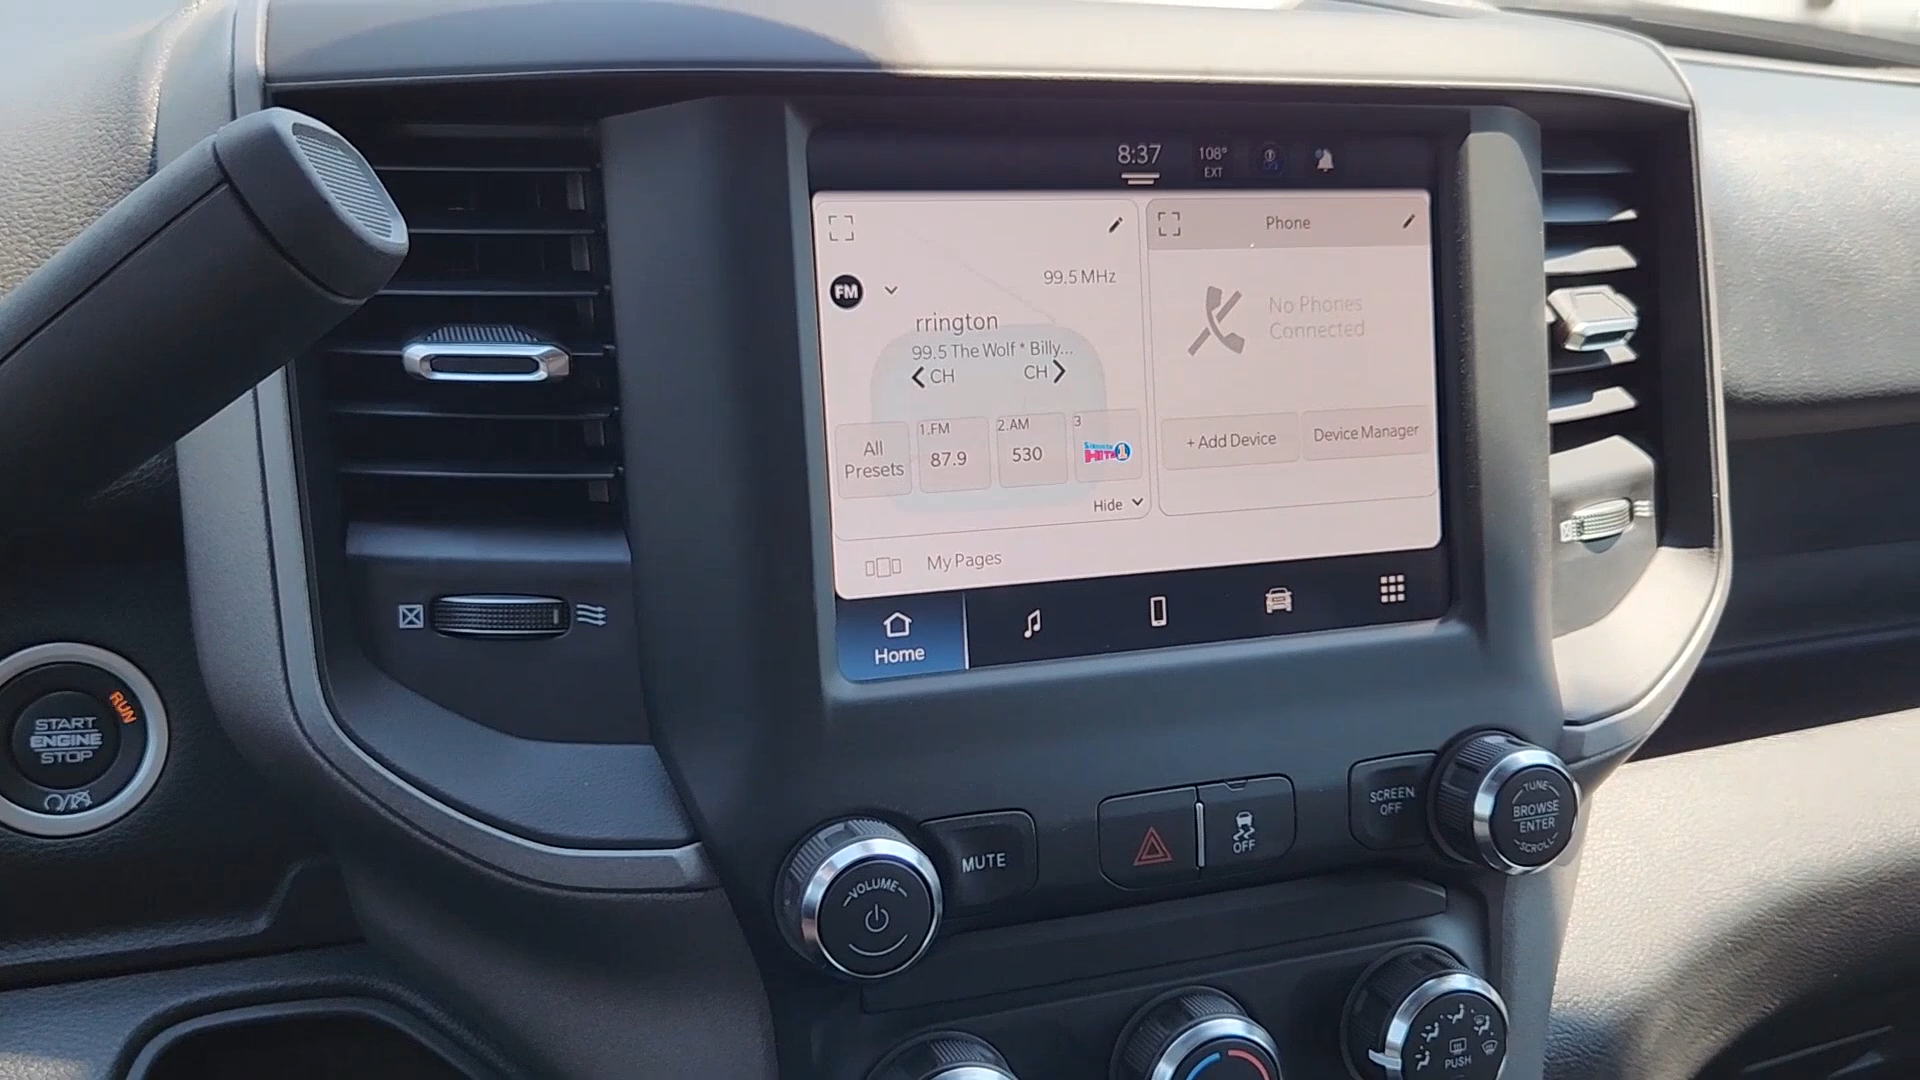 8:37
108°
EXT
99.5 MHz
FM
rrington
99.5 The Wolf * Billy...
CH
CH
All
Presets
1.FM
87.9
2.AM
530
3
HITS 1
Hide
My Pages
Phone
No Phones
Connected
+ Add Device
Device Manager
Home
START
ENGINE
STOP
RUN
VOLUME
MUTE
OFF
SCREEN
OFF
TUNE
BROWSE
ENTER
SCROLL
PUSH